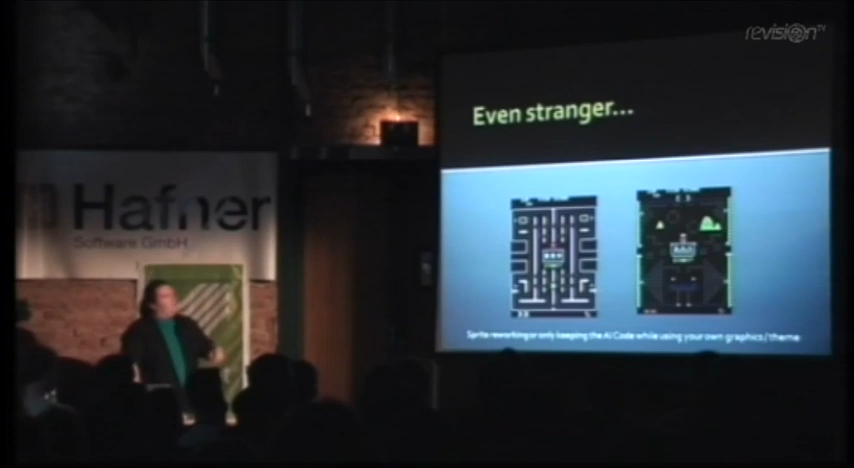 revision TV
Even stranger...
Hafner
Software GmbH
Sprite reworking or only keeping the AI Code while using your own graphics / theme